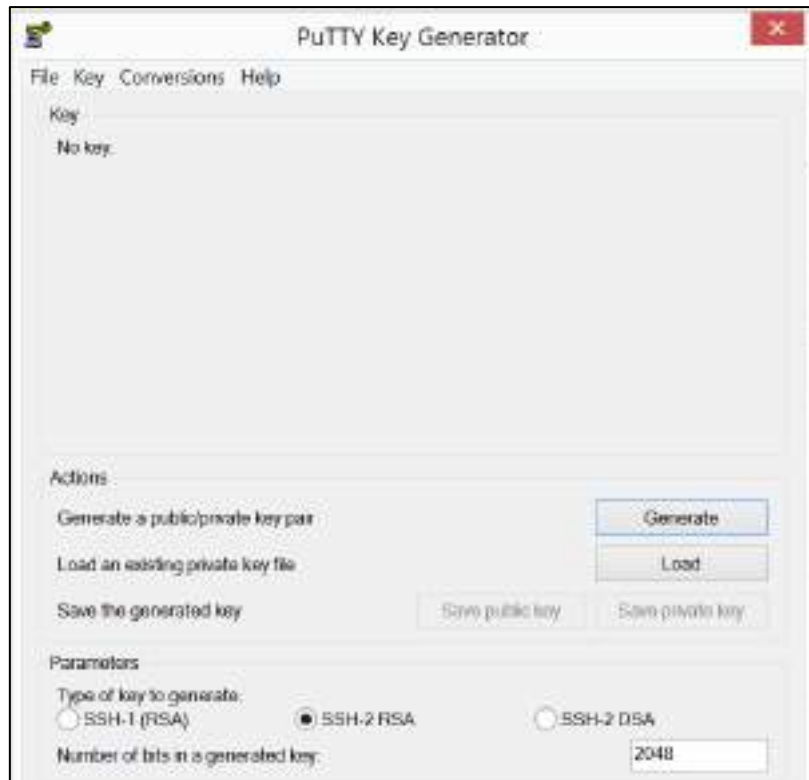 PuTTY Key Generator
File Key Conversions Help
Key
No key.
Actions
Generate a public/private key pair
Generate
Load an existing private key file
Load
Save the generated key
Save public key
Save private key
Parameters
Type of key to generate:
SSH-1 (RSA)
SSH-2 RSA
SSH-2 DSA
Number of bits in a generated key:
2048